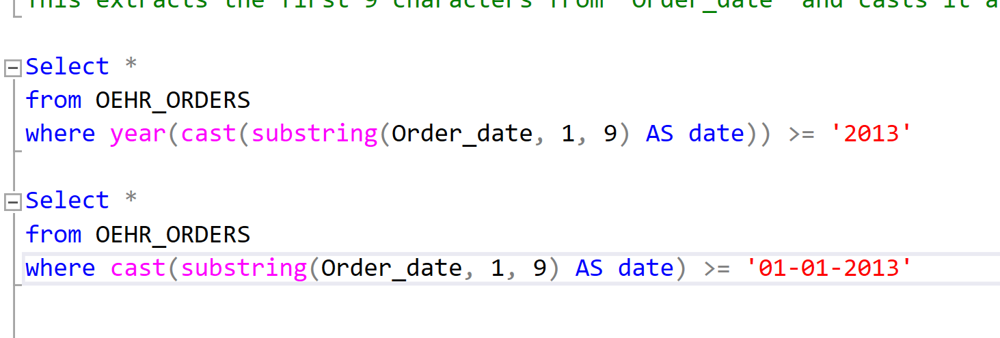 This extracts the first 9 characters from 'Order_date' and casts it a
Select *
from OEHR_ORDERS
where year(cast(substring(Order_date, 1, 9) AS date)) >= '2013'
Select *
from OEHR_ORDERS
where cast(substring(Order_date, 1, 9) AS date) >= '01-01-2013'